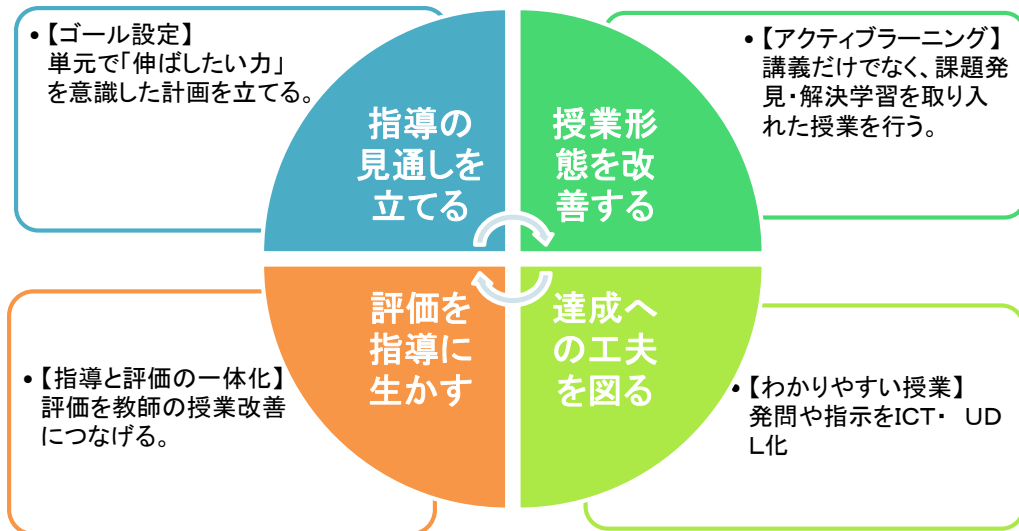 •【ゴール設定】
単元で「伸ばしたい力」
を意識した計画を立てる。
指導の
見通しを
立てる
授業形
態を改
善する
•【アクティブラーニング】
講義だけでなく、課題発
見・解決学習を取り入
れた授業を行う。
•【指導と評価の一体化】
評価を教師の授業改善
につなげる。
評価を
指導に
生かす
達成へ
の工夫
を図る
•【わかりやすい授業】
発問や指示をICT・ UD
L化